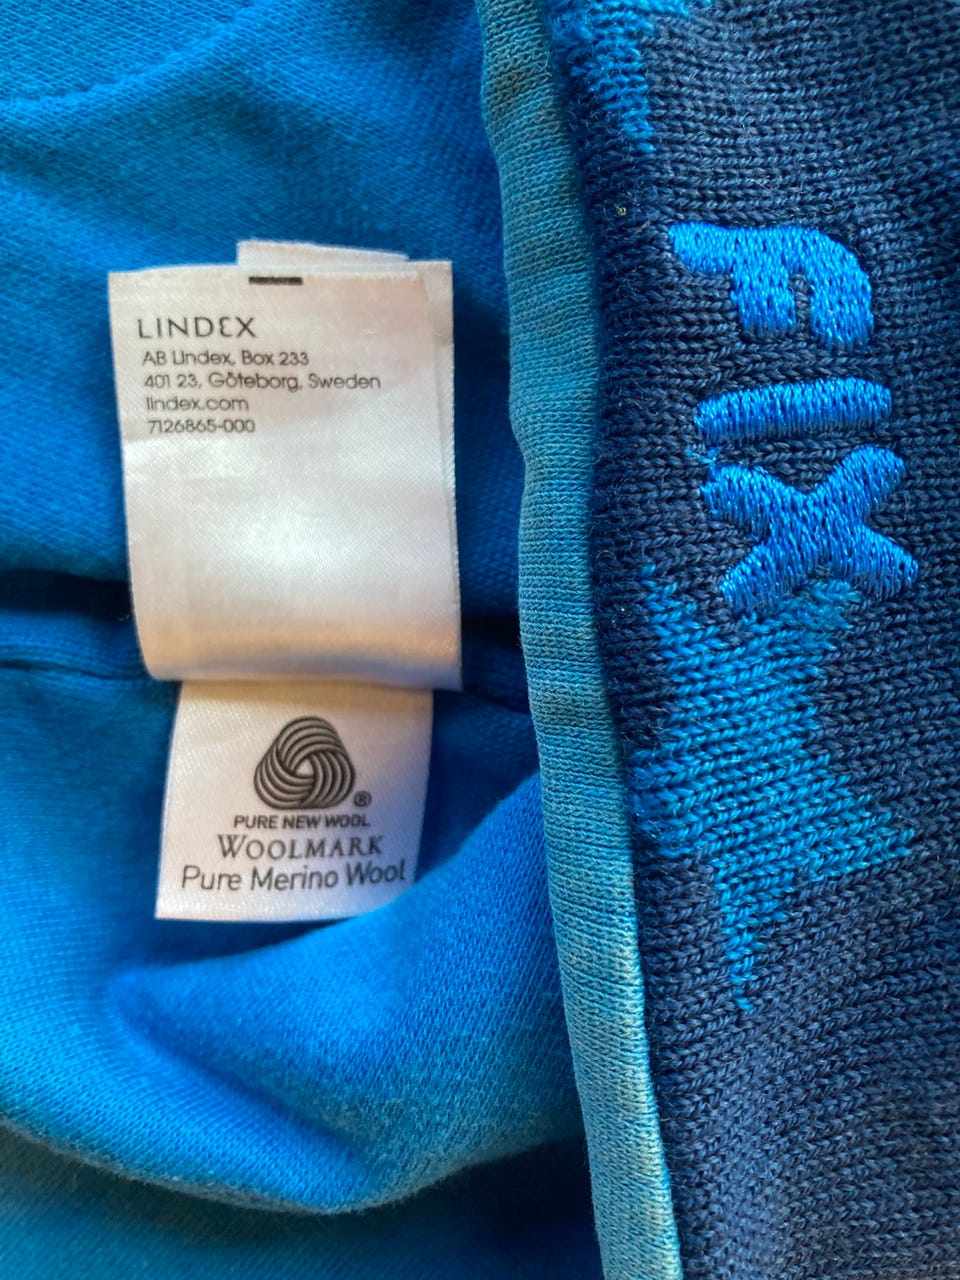 LINDEX
AB Lindex, Box 233
401 23, Göteborg, Sweden
lindex.com
7126865-000
PURE NEW WOOL
WOOLMARK
Pure Merino Wool
®
FIX